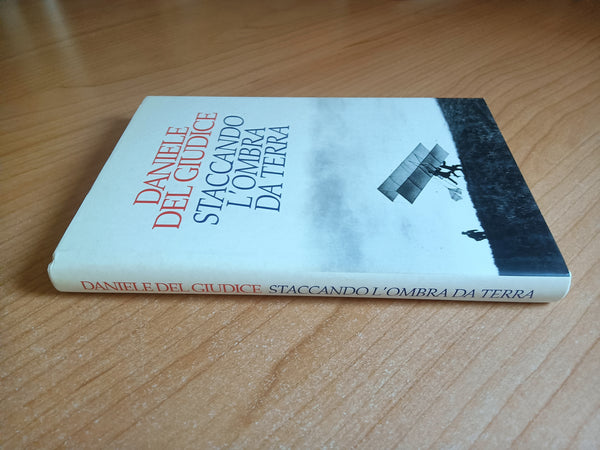 DANIELE
DEL GIUDICE
STACCANDO
L'OMBRA
DA TERRA
DANIELE DEL GIUDICE STACCANDO L'OMBRA DA TERRA